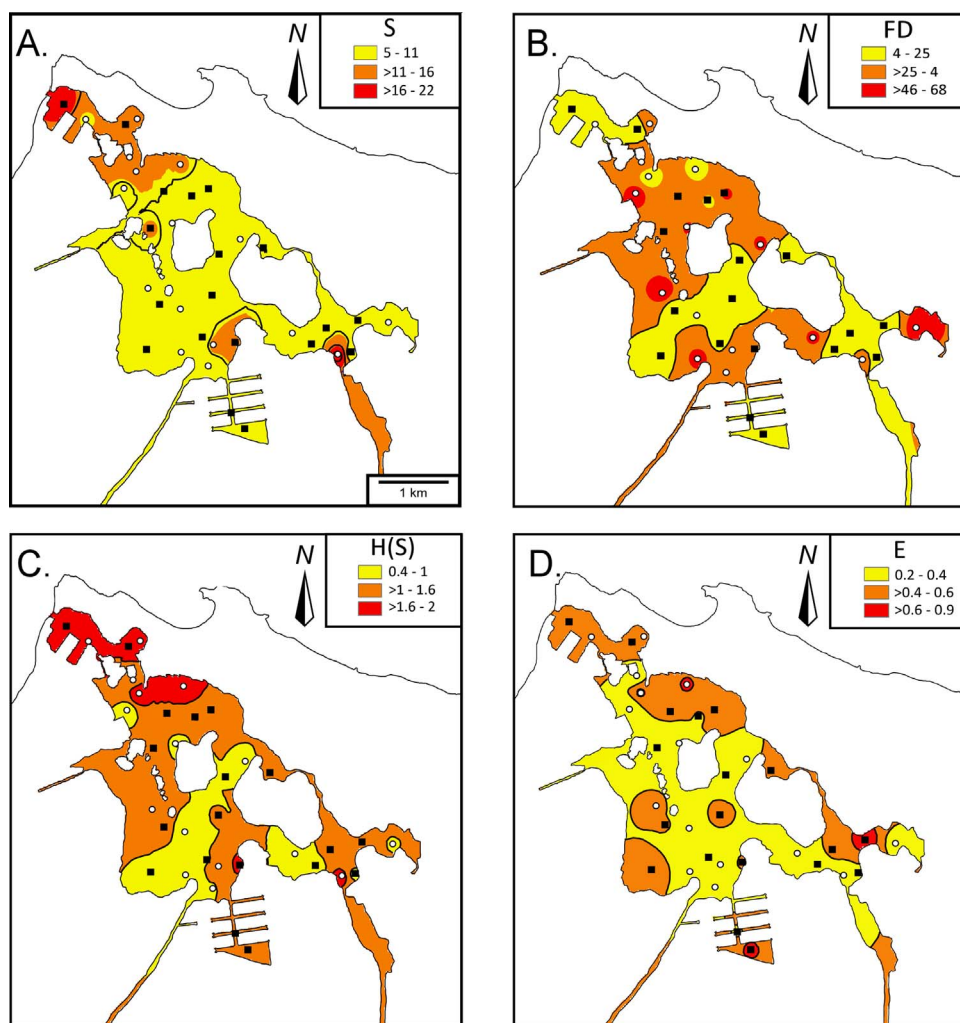 A.
N
S
5 - 11
>11 - 16
>16 - 22
1 km
B.
N
FD
4 - 25
>25 - 4
>46 - 68
C.
N
H(S)
0.4 - 1
>1 - 1.6
>1.6 - 2
D.
N
E
0.2 - 0.4
>0.4 - 0.6
>0.6 - 0.9